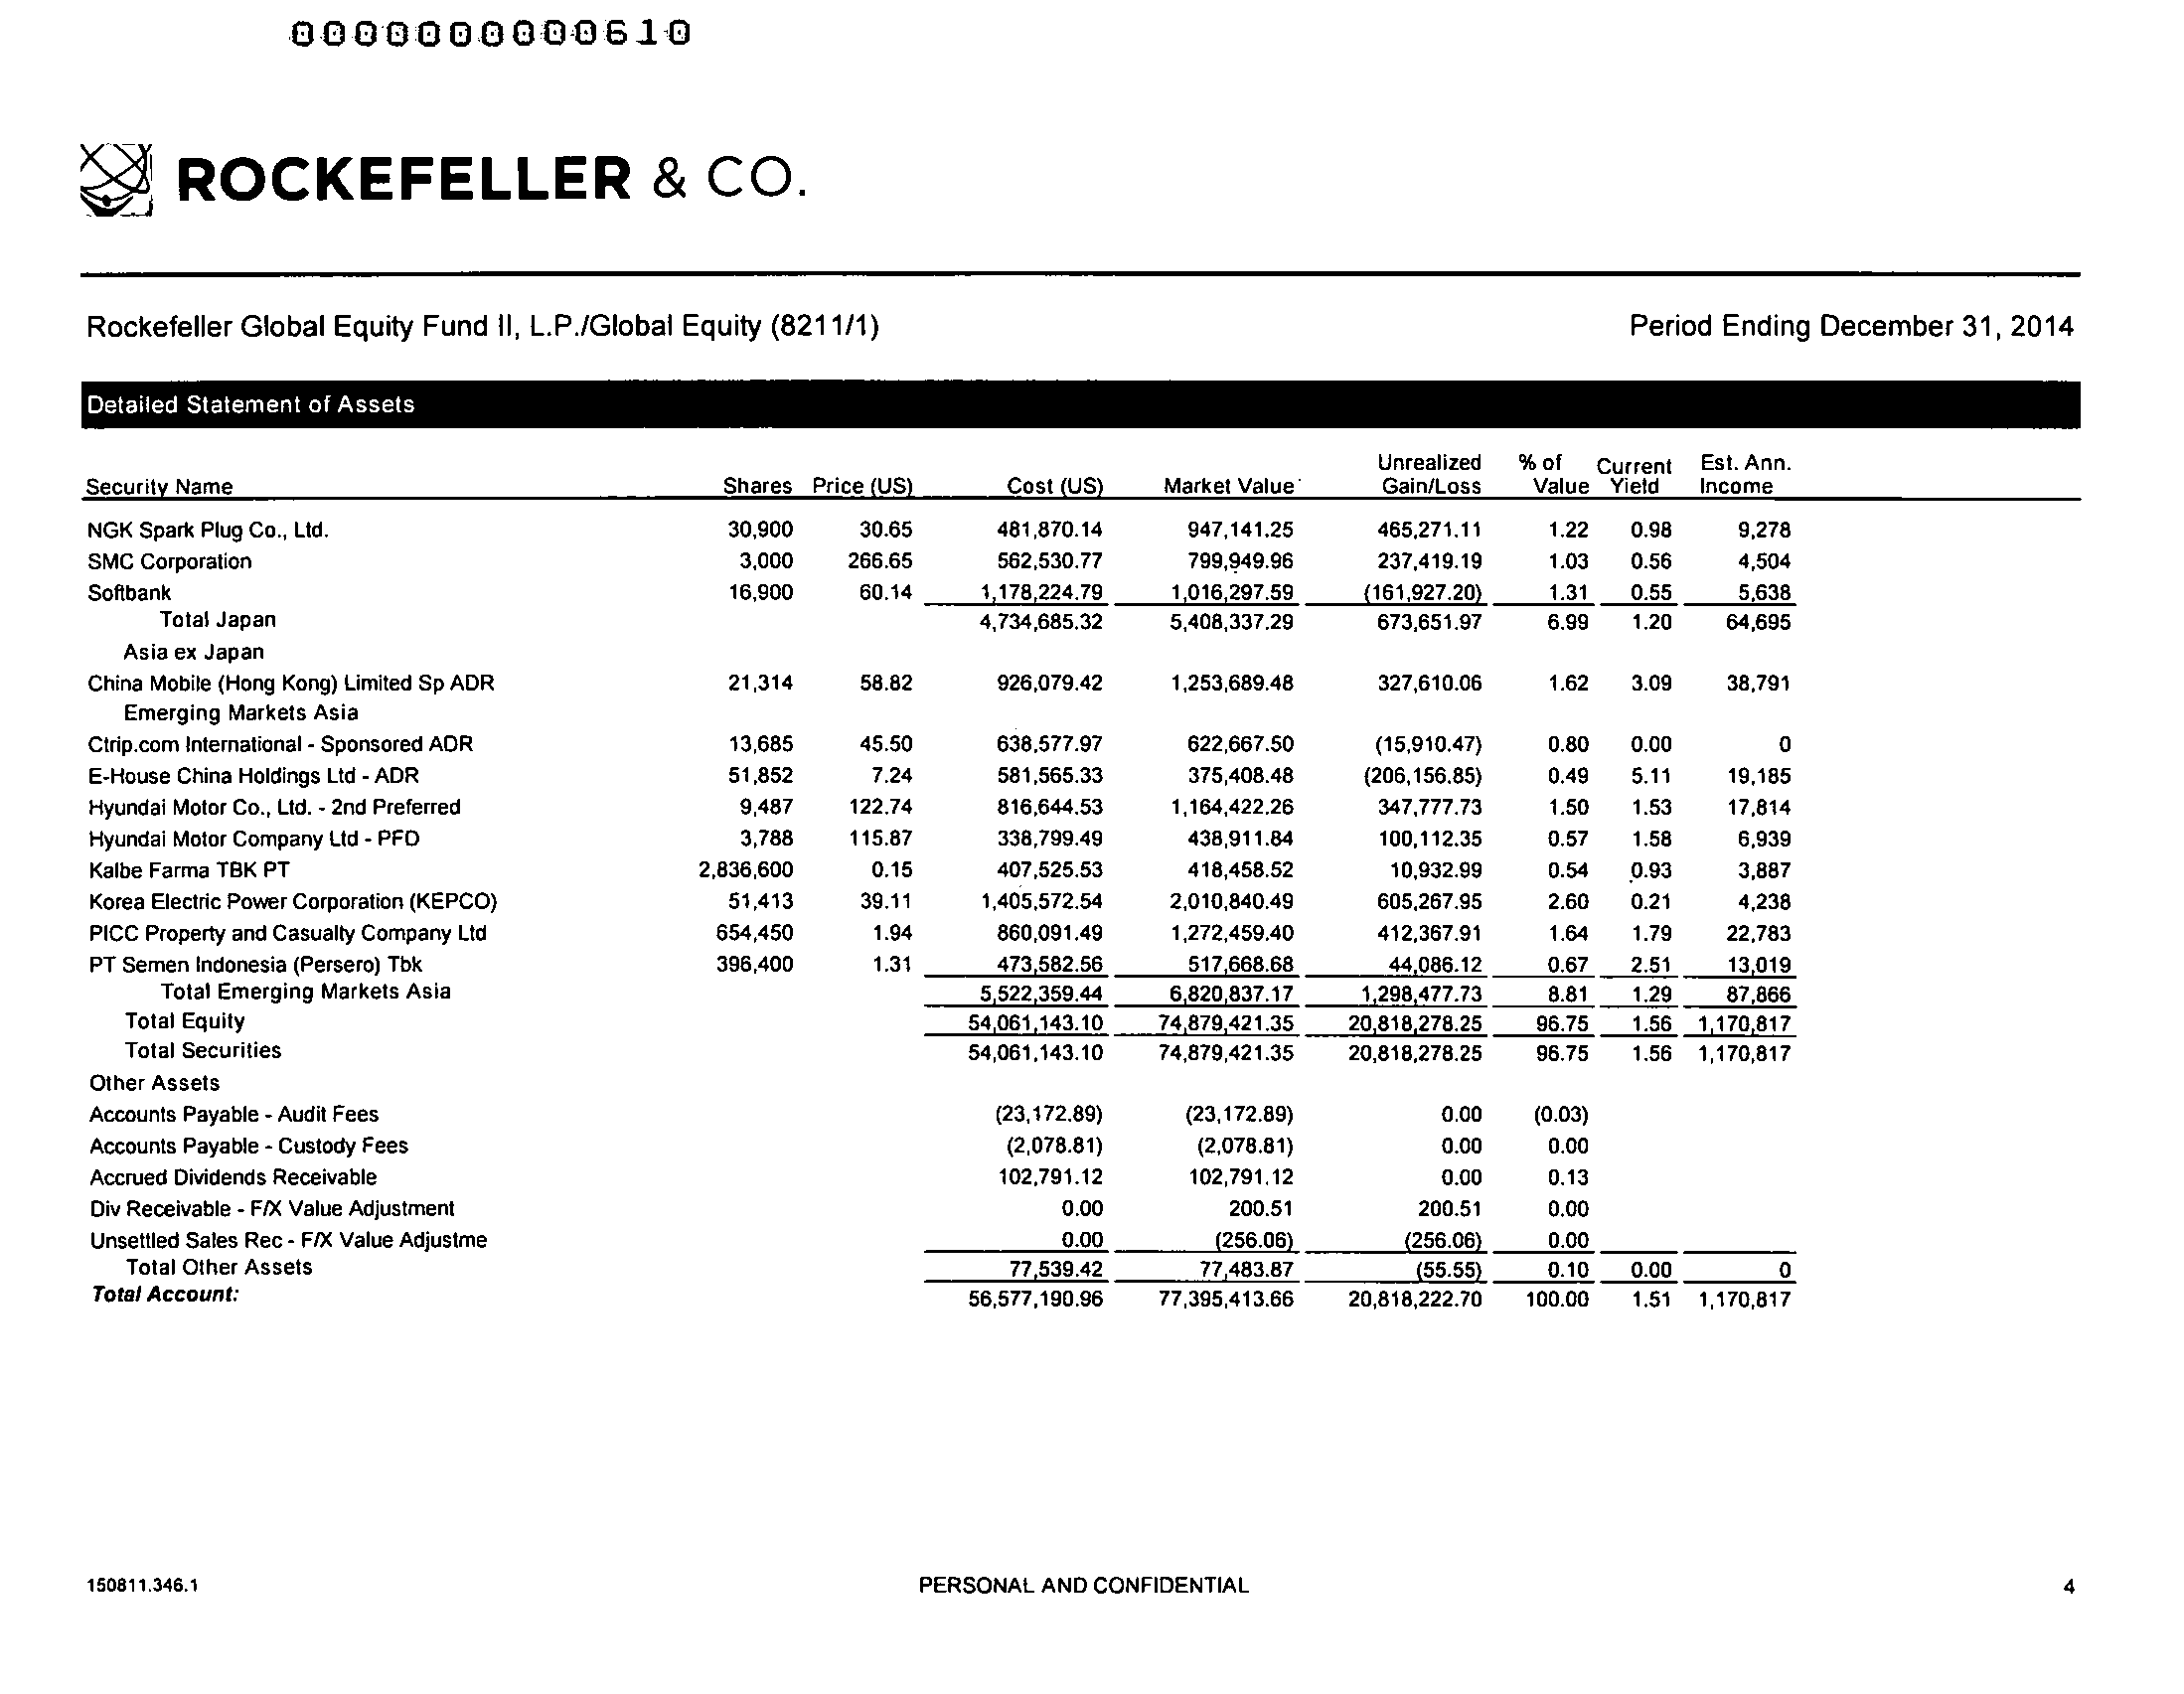 0000000000610
ROCKEFELLER & CO.
Rockefeller Global Equity Fund II, L.P./Global Equity (8211/1) Period Ending December 31, 2014
Detailed Statement of Assets
Security Name Shares Price (US) Cost (US) Market Value Unrealized Gain/Loss % of Value Current Yield Est. Ann. Income
NGK Spark Plug Co., Ltd. 30,900 30.65 481,870.14 947,141.25 465,271.11 1.22 0.98 9,278
SMC Corporation 3,000 266.65 562,530.77 799,949.96 237,419.19 1.03 0.56 4,504
Softbank 16,900 60.14 1,178,224.79 1,016,297.59 (161,927.20) 1.31 0.55 5,638
Total Japan 4,734,685.32 5,408,337.29 673,651.97 6.99 1.20 64,695
Asia ex Japan
China Mobile (Hong Kong) Limited Sp ADR 21,314 58.82 926,079.42 1,253,689.48 327,610.06 1.62 3.09 38,791
Emerging Markets Asia
Ctrip.com International - Sponsored ADR 13,685 45.50 638,577.97 622,667.50 (15,910.47) 0.80 0.00 0
E-House China Holdings Ltd - ADR 51,852 7.24 581,565.33 375,408.48 (206,156.85) 0.49 5.11 19,185
Hyundai Motor Co., Ltd. - 2nd Preferred 9,487 122.74 816,644.53 1,164,422.26 347,777.73 1.50 1.53 17,814
Hyundai Motor Company Ltd - PFD 3,788 115.87 338,799.49 438,911.84 100,112.35 0.57 1.58 6,939
Kalbe Farma TBK PT 2,836,600 0.15 407,525.53 418,458.52 10,932.99 0.54 0.93 3,887
Korea Electric Power Corporation (KEPCO) 51,413 39.11 1,405,572.54 2,010,840.49 605,267.95 2.60 0.21 4,238
PICC Property and Casualty Company Ltd 654,450 1.94 860,091.49 1,272,459.40 412,367.91 1.64 1.79 22,783
PT Semen Indonesia (Persero) Tbk 396,400 1.31 473,582.56 517,668.68 44,086.12 0.67 2.51 13,019
Total Emerging Markets Asia 5,522,359.44 6,820,837.17 1,298,477.73 8.81 1.29 87,866
Total Equity 54,061,143.10 74,879,421.35 20,818,278.25 96.75 1.56 1,170,817
Total Securities 54,061,143.10 74,879,421.35 20,818,278.25 96.75 1.56 1,170,817
Other Assets
Accounts Payable - Audit Fees (23,172.89) (23,172.89) 0.00 (0.03)
Accounts Payable - Custody Fees (2,078.81) (2,078.81) 0.00 0.00
Accrued Dividends Receivable 102,791.12 102,791.12 0.00 0.13
Div Receivable - F/X Value Adjustment 0.00 200.51 200.51 0.00
Unsettled Sales Rec - F/X Value Adjustme 0.00 (256.06) (256.06) 0.00
Total Other Assets 77,539.42 77,483.87 (55.55) 0.10 0.00 0
Total Account: 56,577,190.96 77,395,413.66 20,818,222.70 100.00 1.51 1,170,817
150811.346.1 PERSONAL AND CONFIDENTIAL 4